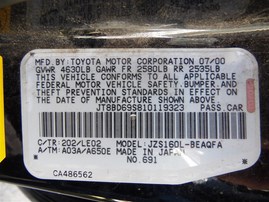 MFD. BY: TOYOTA MOTOR CORPORATION 07/00
GVWR 4630LB GAWR FR 2580LB RR 2535LB
THIS VEHICLE CONFORMS TO ALL APPLICABLE
FEDERAL MOTOR VEHICLE SAFETY, BUMPER, AND
THEFT PREVENTION STANDARDS IN EFFECT ON
THE DATE OF MANUFACTURE SHOWN ABOVE.
JT8BD69S810119323 PASS. CAR
C/TR: 202/LE02 MODEL: JZS160L-BEAQFA
A/TM: A03A/A650E MADE IN JAPAN
NO.691
CA486562